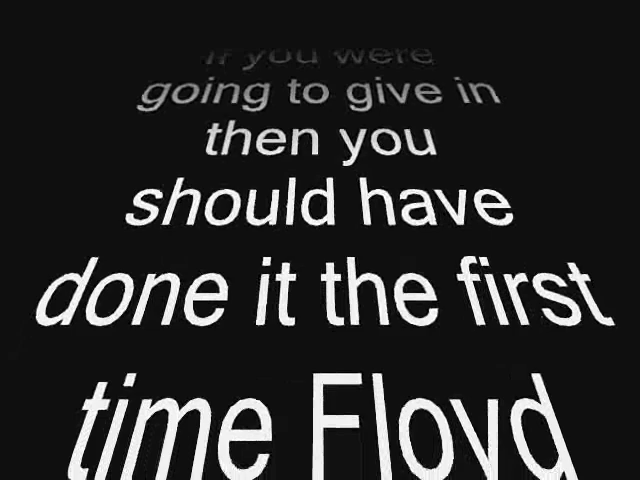 If you were
going to give in
then you
should have
done it the first
time Floyd